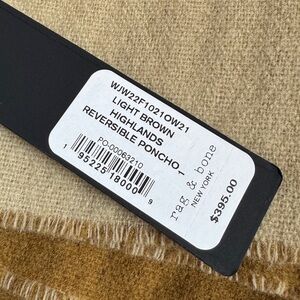 WJW22F1021OW21
LIGHT BROWN
HIGHLANDS
REVERSIBLE PONCHO 1
PO-00063210
1 95225 18000 9
rag & bone
NEW YORK
$395.00